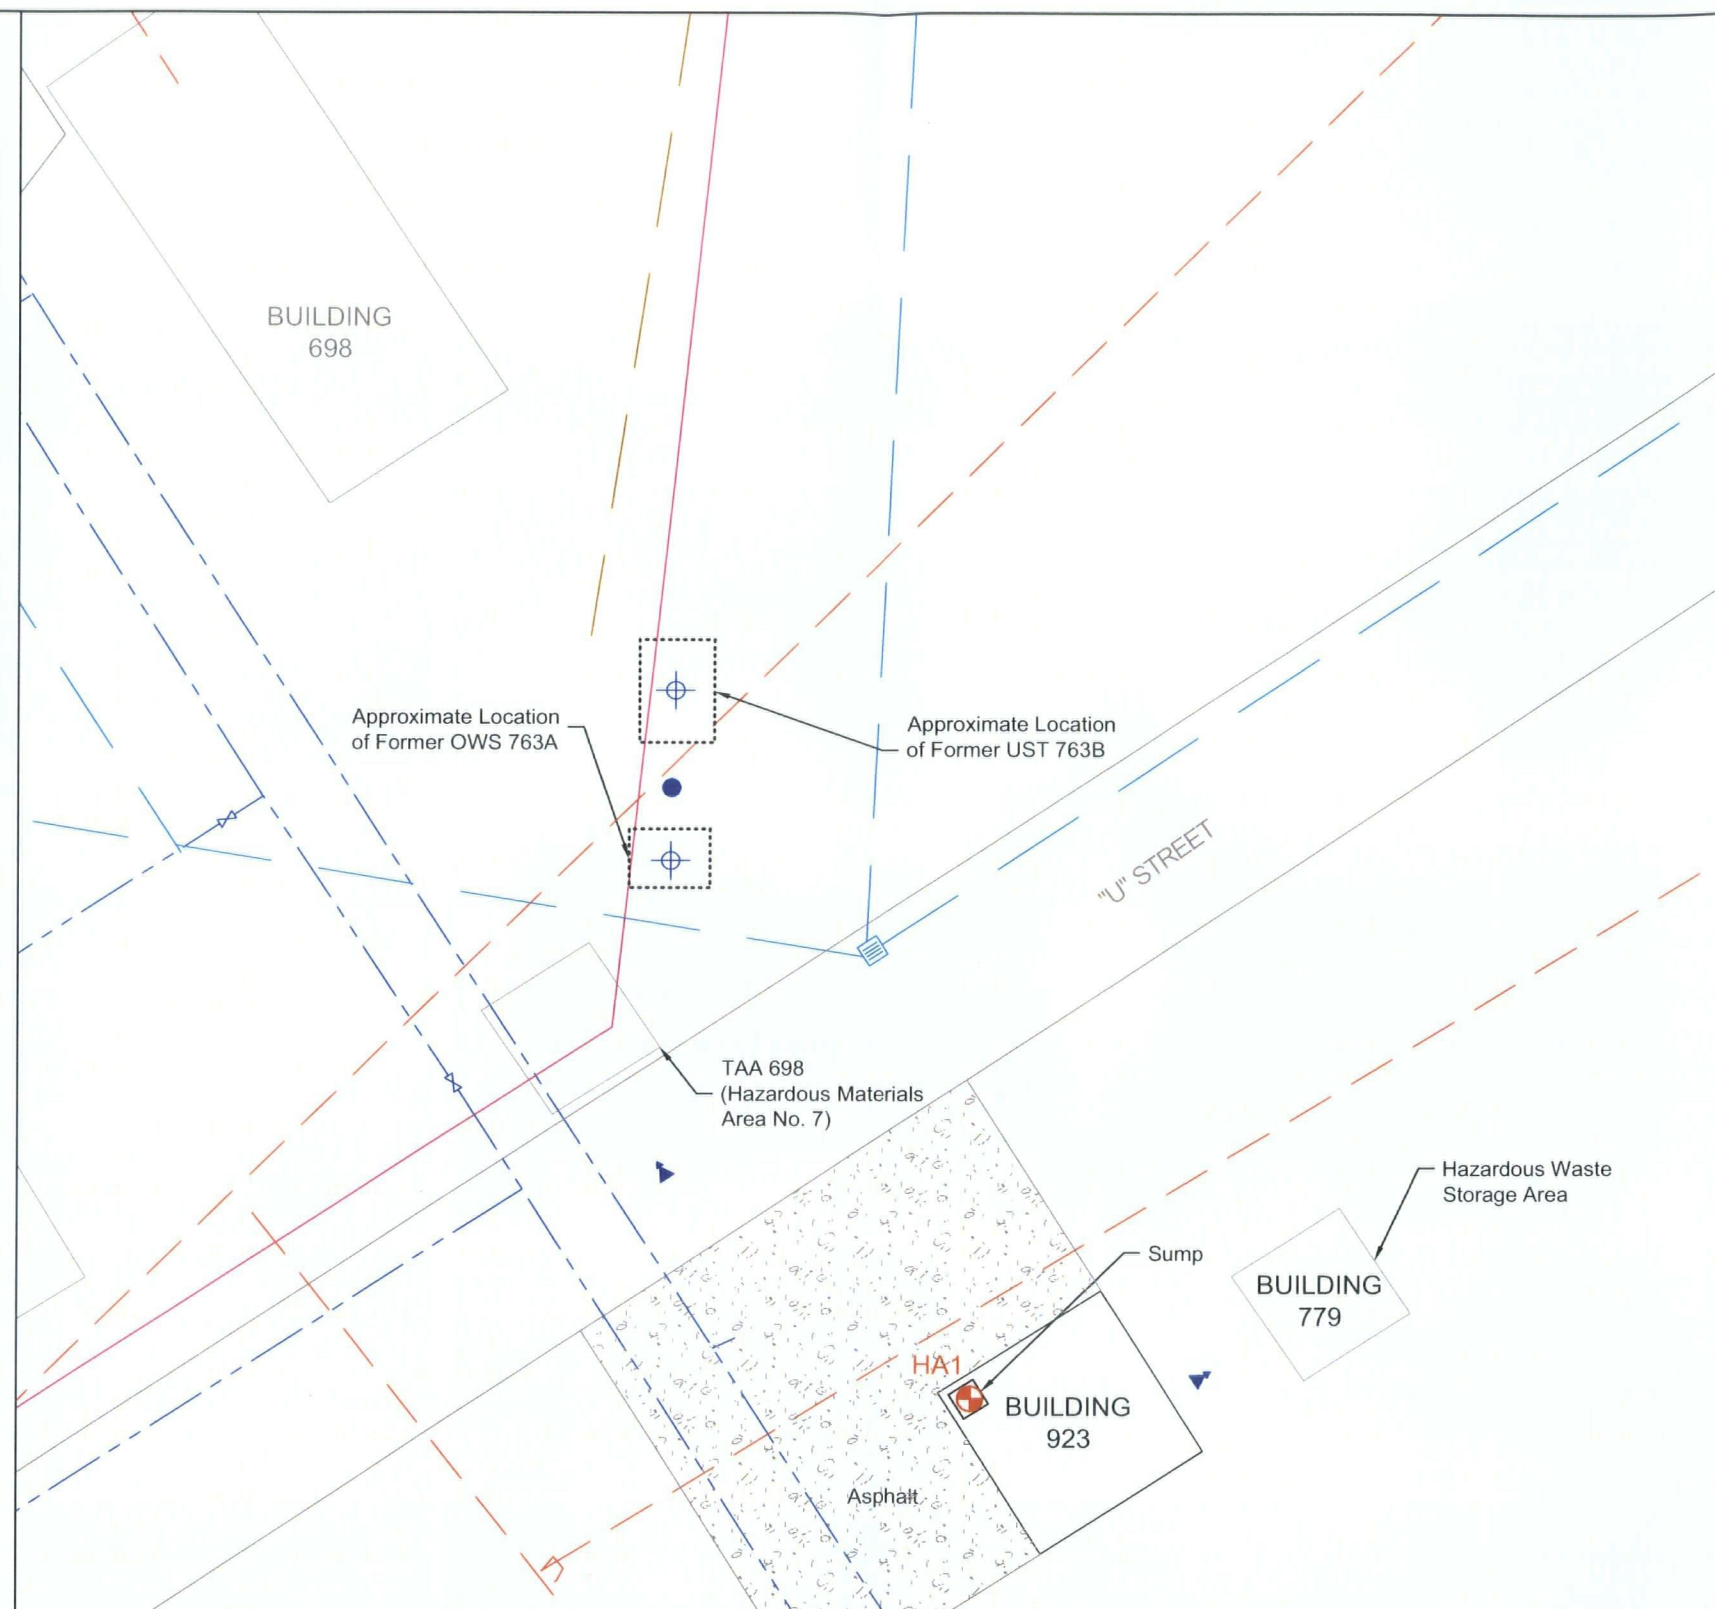 BUILDING
698
Approximate Location
of Former OWS 763A
Approximate Location
of Former UST 763B
"U" STREET
TAA 698
(Hazardous Materials
Area No. 7)
Hazardous Waste
Storage Area
Sump
BUILDING
779
HA1
BUILDING
923
Asphalt